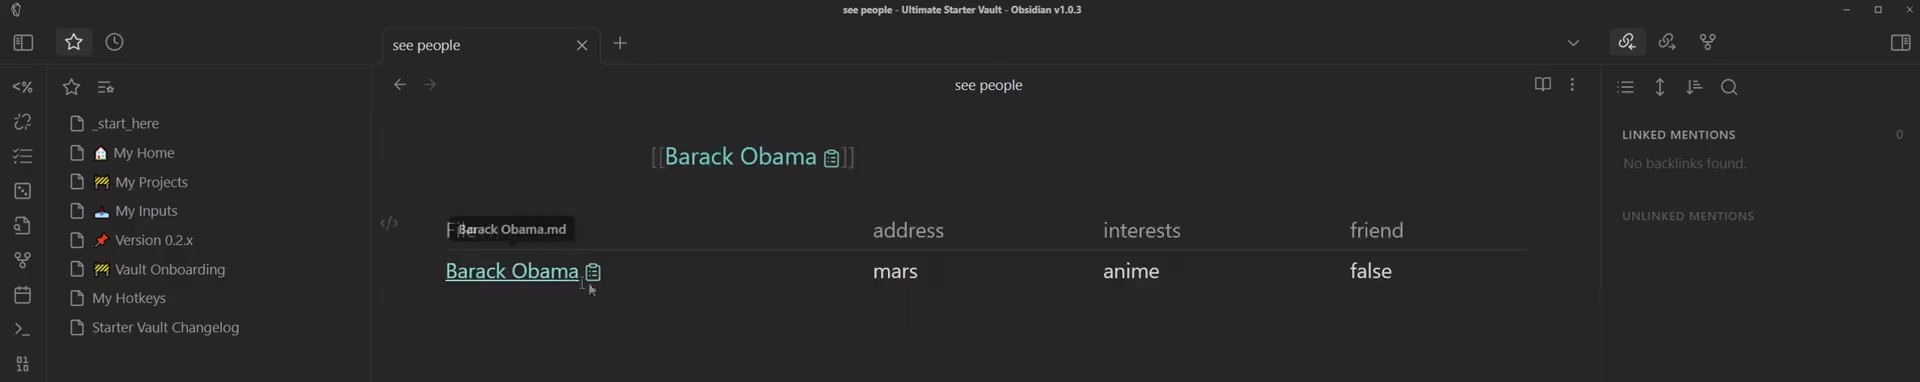 see people - Ultimate Starter Vault - Obsidian v1.0.3
see people
see people
_start_here
My Home
My Projects
My Inputs
Version 0.2.x
Vault Onboarding
My Hotkeys
Starter Vault Changelog
[[Barack Obama]]
Barack Obama.md
address interests friend
Barack Obama mars anime false
LINKED MENTIONS 0
No backlinks found.
UNLINKED MENTIONS